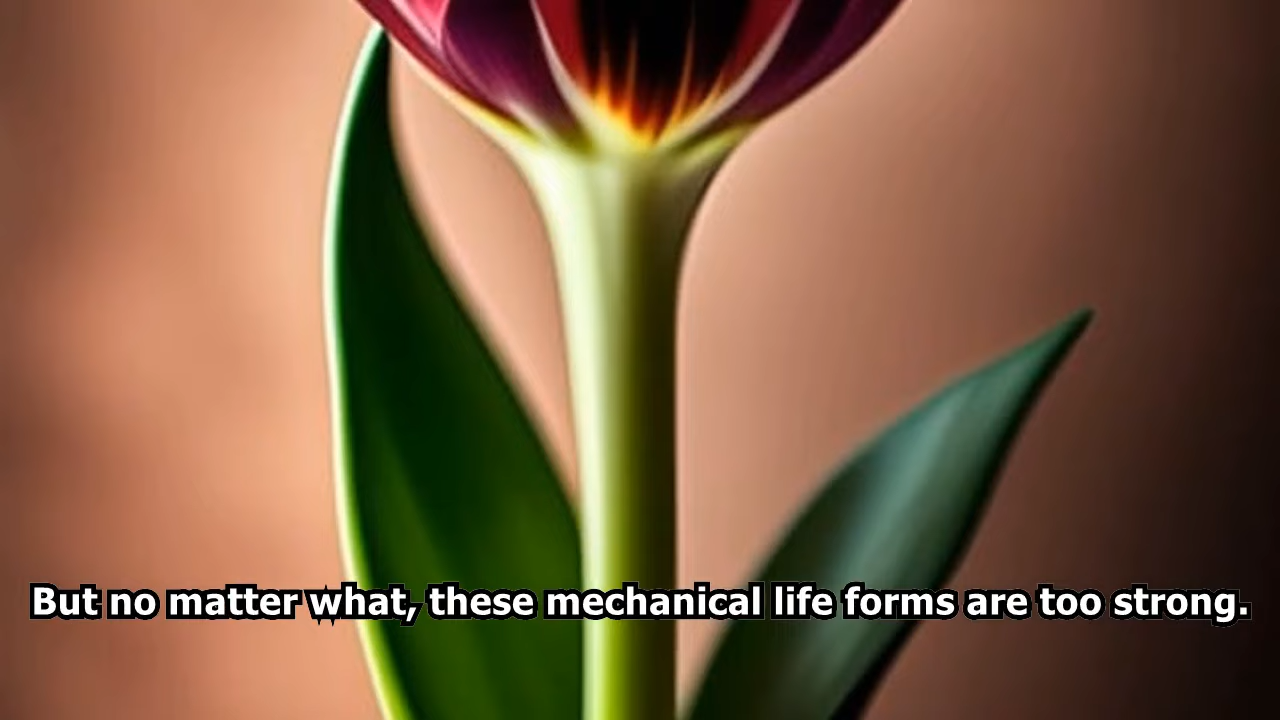 But no matter what, these mechanical life forms are too strong.